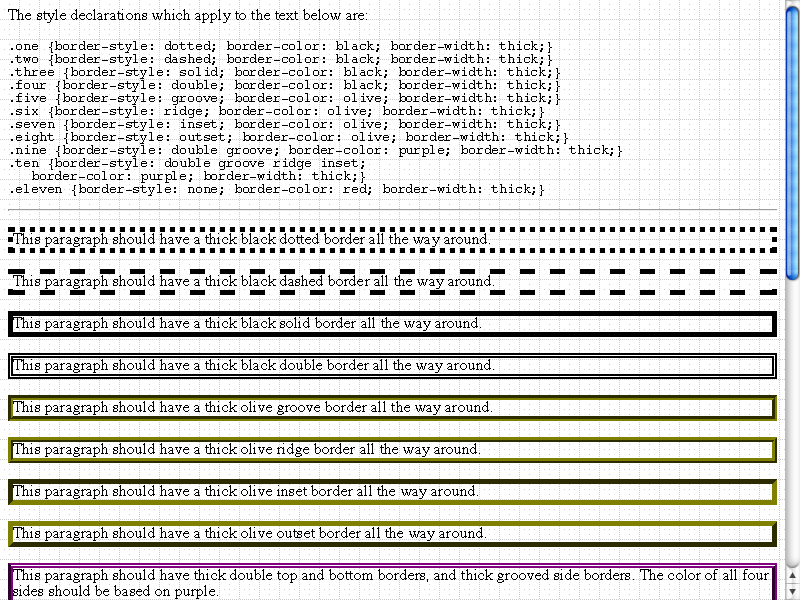 The style declarations which apply to the text below are:
.one {border-style: dotted; border-color: black; border-width: thick;}
.two {border-style: dashed; border-color: black; border-width: thick;}
.three {border-style: solid; border-color: black; border-width: thick;}
.four {border-style: double; border-color: black; border-width: thick;}
.five {border-style: groove; border-color: olive; border-width: thick;}
.six {border-style: ridge; border-color: olive; border-width: thick;}
.seven {border-style: inset; border-color: olive; border-width: thick;}
.eight {border-style: outset; border-color: olive; border-width: thick;}
.nine {border-style: double groove; border-color: purple; border-width: thick;}
.ten {border-style: double groove ridge inset;
border-color: purple; border-width: thick;}
.eleven {border-style: none; border-color: red; border-width: thick;}
This paragraph should have a thick black dotted border all the way around.
This paragraph should have a thick black dashed border all the way around.
This paragraph should have a thick black solid border all the way around.
This paragraph should have a thick black double border all the way around.
This paragraph should have a thick olive groove border all the way around.
This paragraph should have a thick olive ridge border all the way around.
This paragraph should have a thick olive inset border all the way around.
This paragraph should have a thick olive outset border all the way around.
This paragraph should have thick double top and bottom borders, and thick grooved side borders. The color of all four
sides should be based on purple.